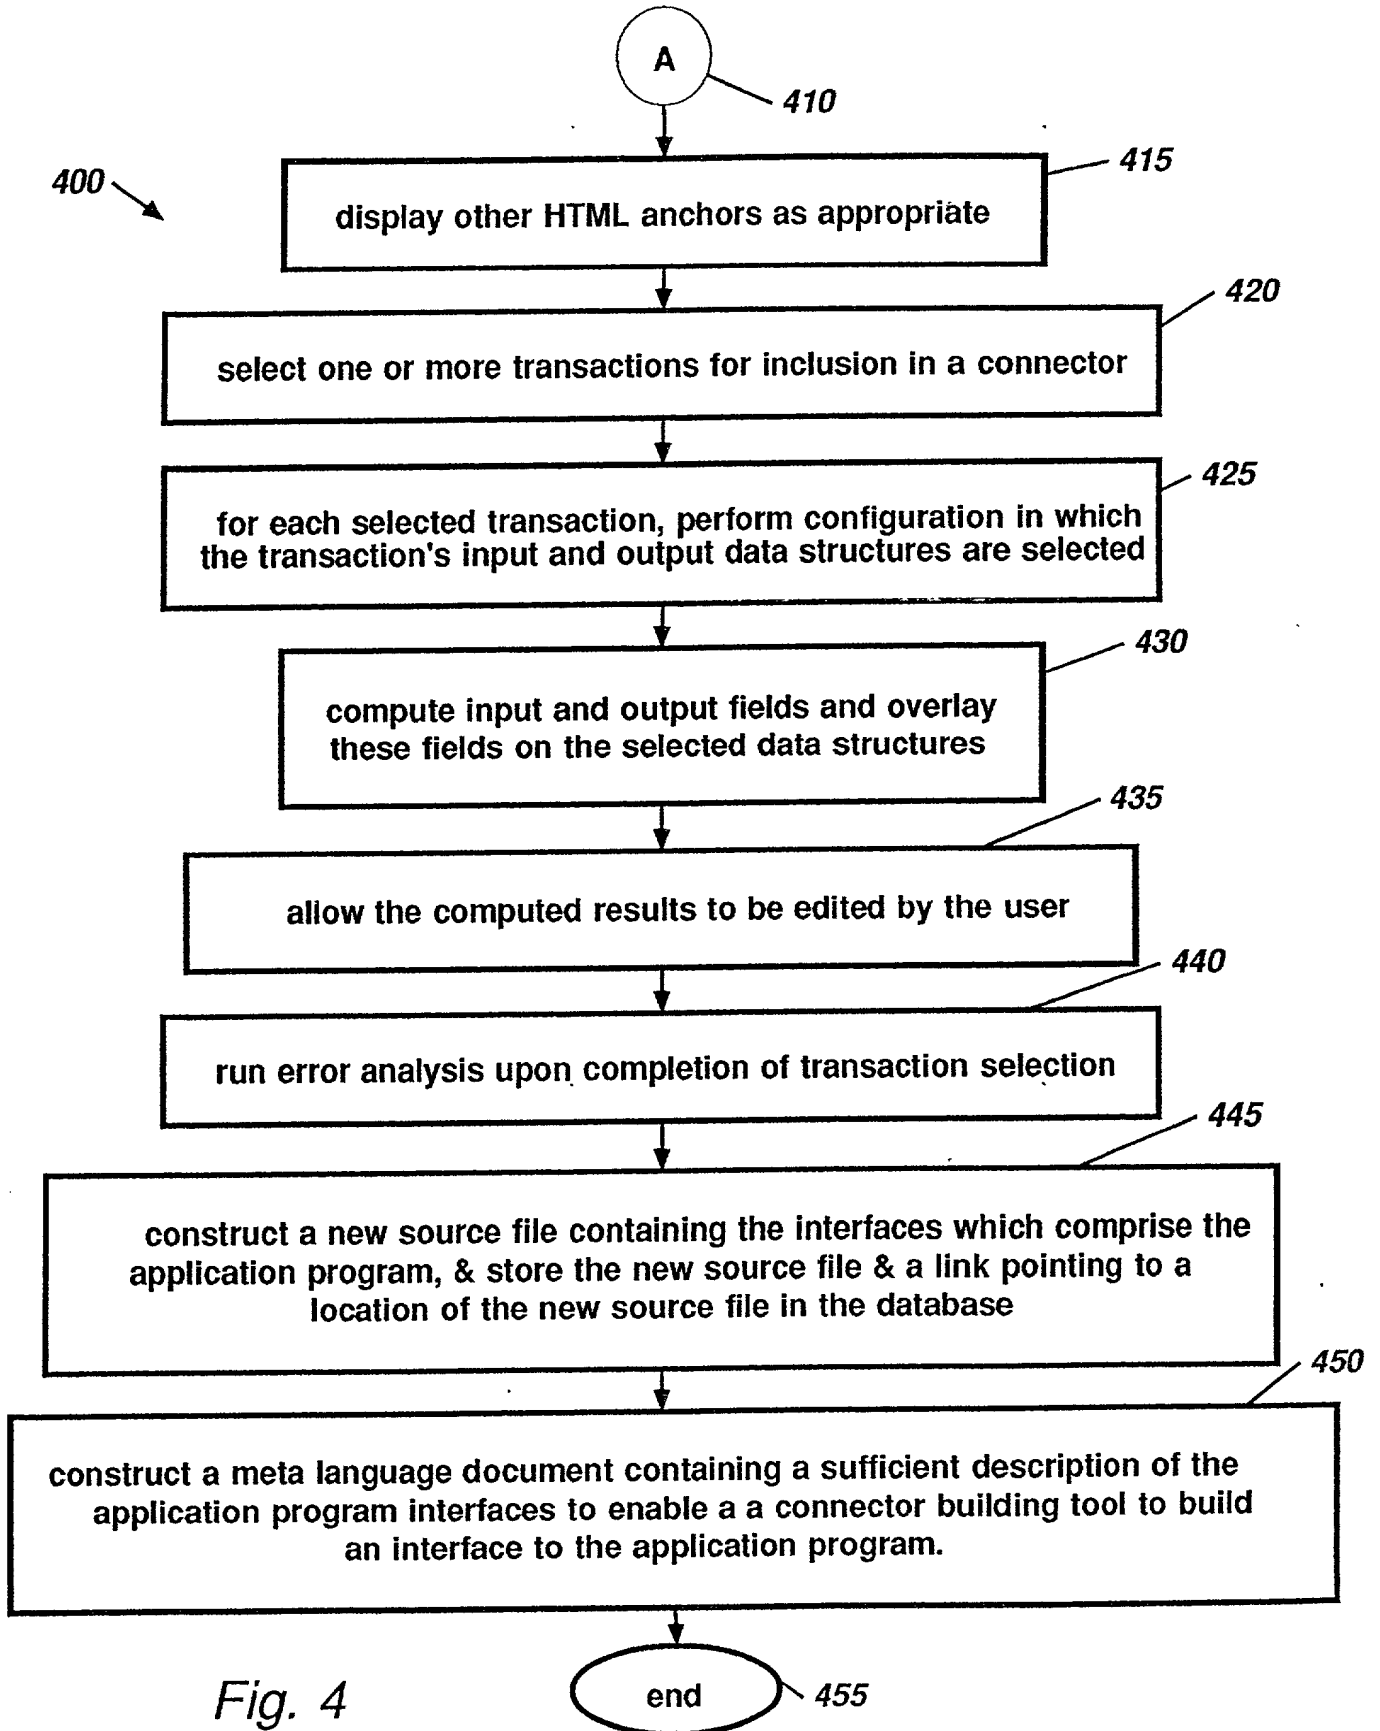 A
410
400
415
display other HTML anchors as appropriate
420
select one or more transactions for inclusion in a connector
425
for each selected transaction, perform configuration in which
the transaction's input and output data structures are selected
430
compute input and output fields and overlay
these fields on the selected data structures
435
allow the computed results to be edited by the user
440
run error analysis upon completion of transaction selection
445
construct a new source file containing the interfaces which comprise the
application program, & store the new source file & a link pointing to a
location of the new source file in the database
450
construct a meta language document containing a sufficient description of the
application program interfaces to enable a a connector building tool to build
an interface to the application program.
end
455
Fig. 4